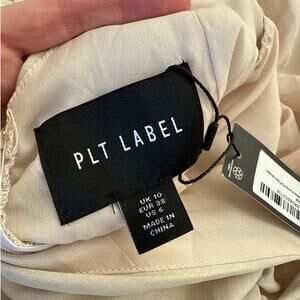 PLT LABEL
UK 10
EUR 38
US 6
MADE IN
CHINA